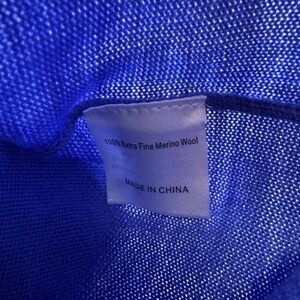 100% Extra Fine Merino Wool
MADE IN CHINA